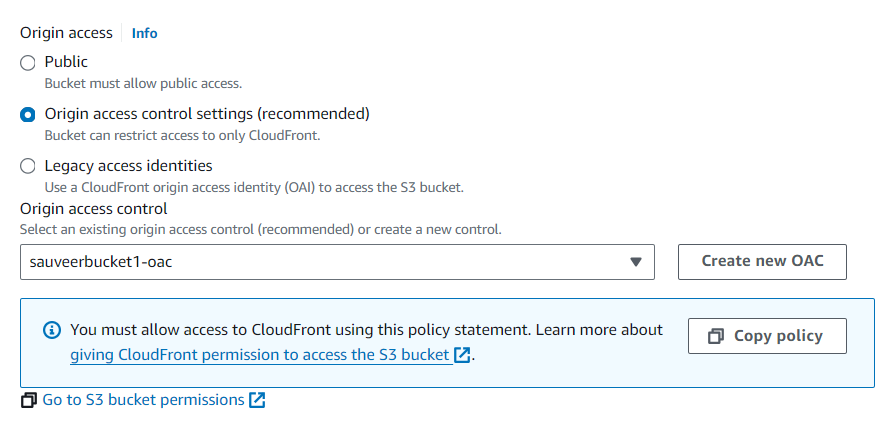 Origin access Info
Public
Bucket must allow public access.
Origin access control settings (recommended)
Bucket can restrict access to only CloudFront.
Legacy access identities
Use a CloudFront origin access identity (OAI) to access the S3 bucket.
Origin access control
Select an existing origin access control (recommended) or create a new control.
sauveerbucket1-oac
Create new OAC
You must allow access to CloudFront using this policy statement. Learn more about
giving CloudFront permission to access the S3 bucket.
Copy policy
Go to S3 bucket permissions